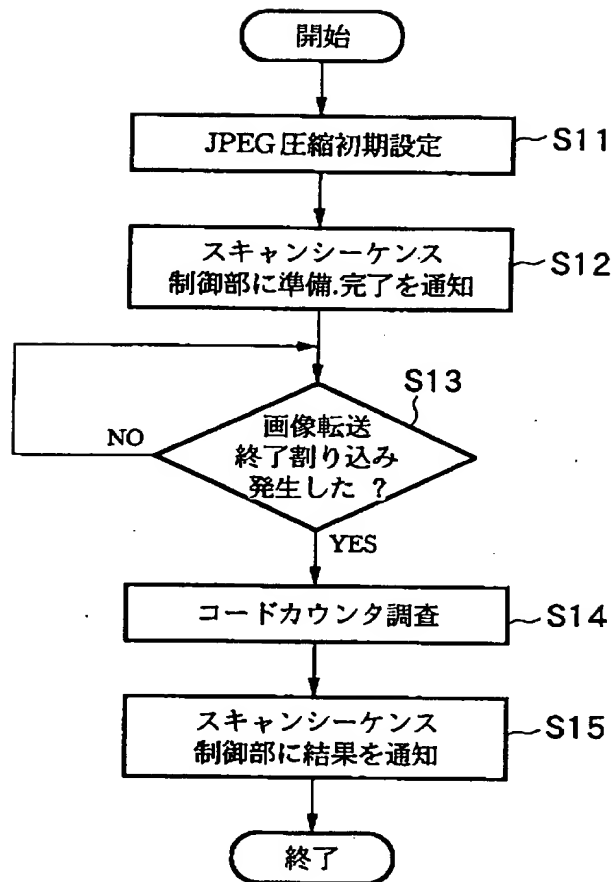 開始
JPEG圧縮初期設定
S11
スキャンシーケンス
制御部に準備.完了を通知
S12
S13
画像転送
終了割り込み
発生した ?
NO
YES
コードカウンタ調査
S14
スキャンシーケンス
制御部に結果を通知
S15
終了